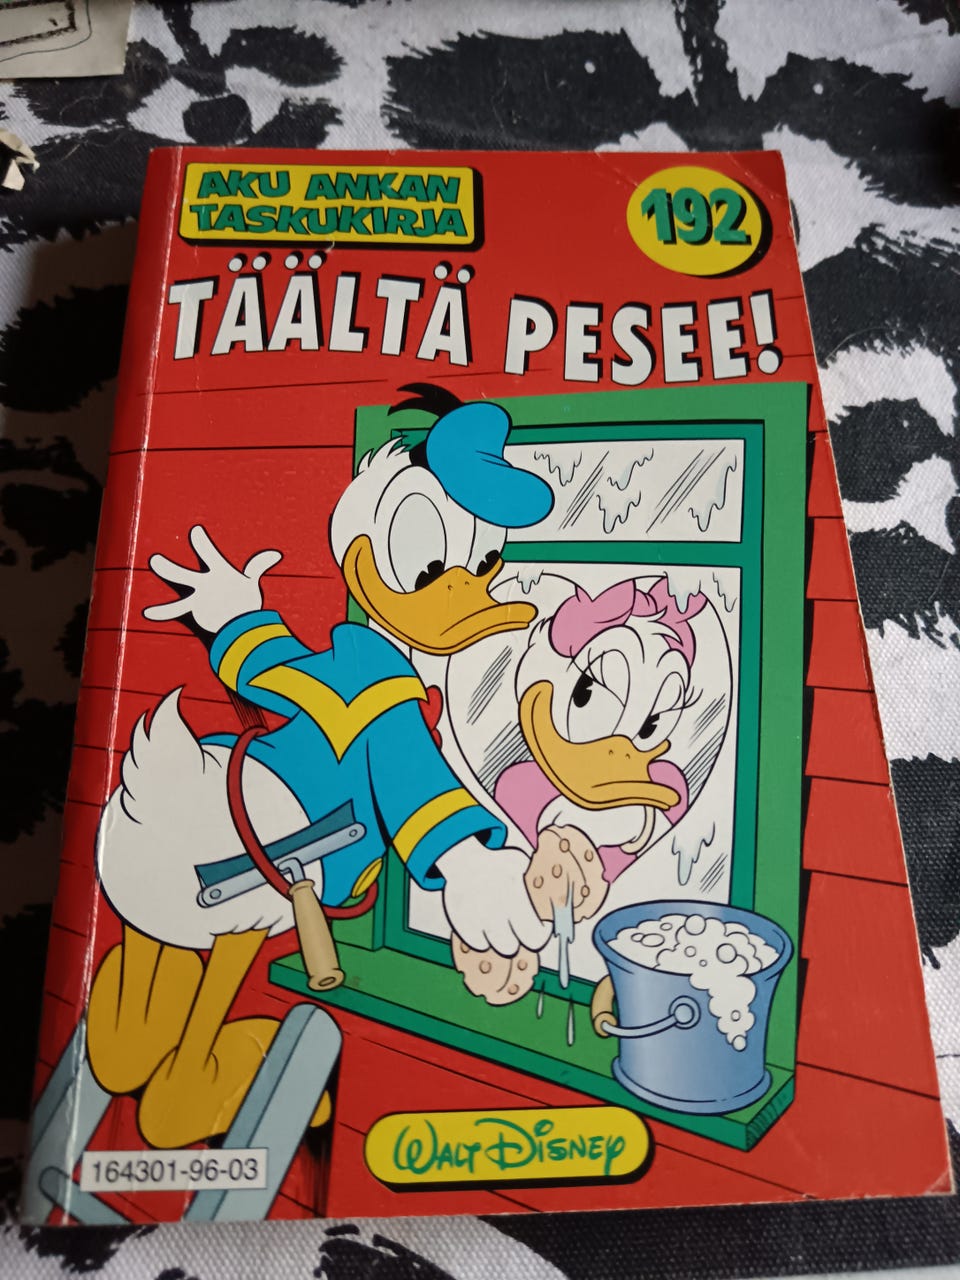 AKU ANKAN
TASKUKIRJA
192
TÄÄLTÄ PESEE!
WALT DISNEY
164301-96-03